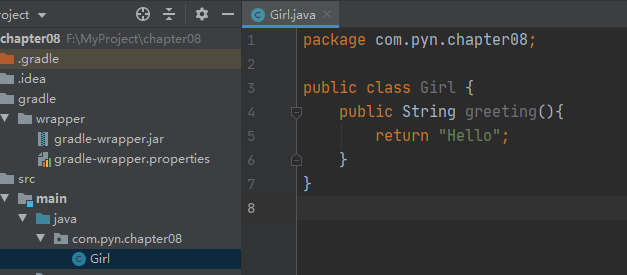 chapter08 F:\MyProject\chapter08
.gradle
.idea
gradle
wrapper
gradle-wrapper.jar
gradle-wrapper.properties
src
main
java
com.pyn.chapter08
Girl
Girl.java
1 package com.pyn.chapter08;
2
3 public class Girl {
4 public String greeting(){
5 return "Hello";
6 }
7 }
8